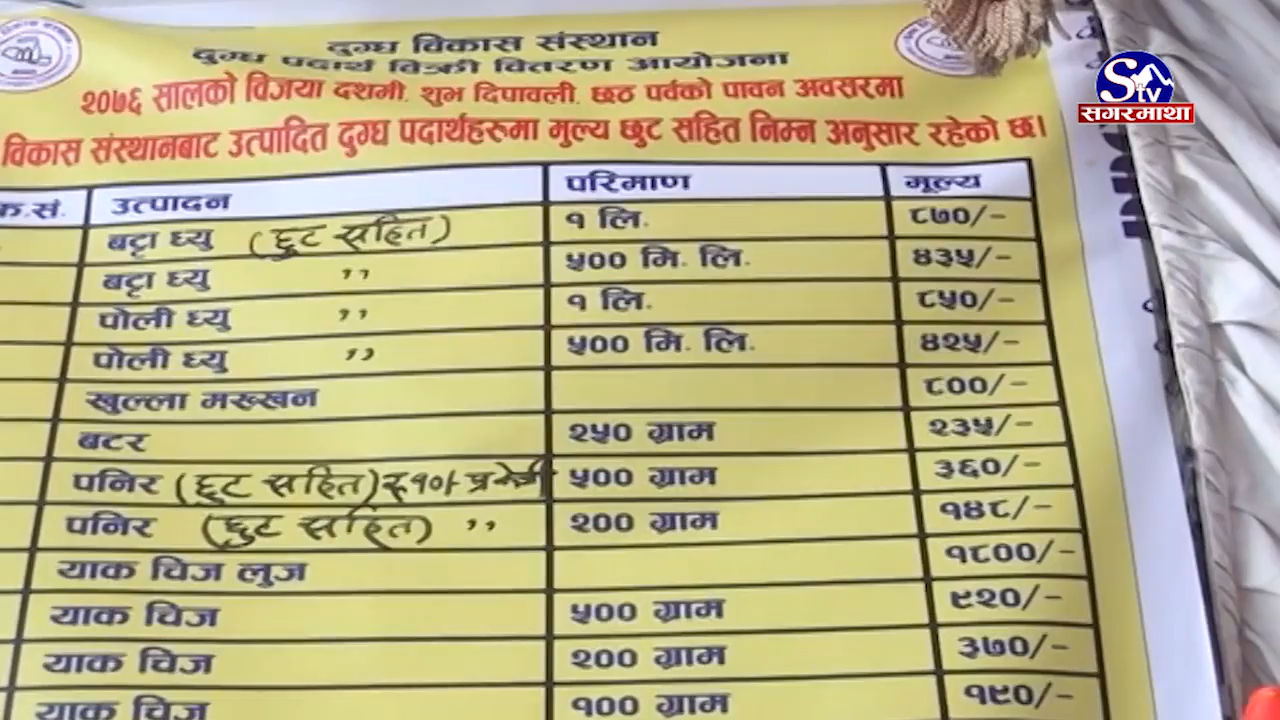 दुग्ध विकास संस्थान
दुग्ध पदार्थ विक्री वितरण आयोजना
२०७६ सालको विजया दशमी, शुभ दिपावली, छठ पर्वको पावन अवसरमा
विकास संस्थानबाट उत्पादित दुग्ध पदार्थहरुमा मुल्य छुट सहित निम्न अनुसार रहेको छ।
क्र.सं. उत्पादन परिमाण मूल्य
बट्टा घ्यु (छुट सहित) १ लि. ८७०/-
बट्टा घ्यु ,, ५०० मि. लि. ४३५/-
पोली घ्यु ,, १ लि. ८५०/-
पोली घ्यु ,, ५०० मि. लि. ४२५/-
खुल्ला मख्खन ८००/-
बटर २५० ग्राम २३५/-
पनिर (छुट सहित) रु १०/- ५०० ग्राम ३६०/-
पनिर (छुट सहित) ,, २०० ग्राम १४८/-
याक चिज लुज १८००/-
याक चिज ५०० ग्राम ९२०/-
याक चिज २०० ग्राम ३७०/-
याक चिज १०० ग्राम १९०/-
S tv
सगरमाथा